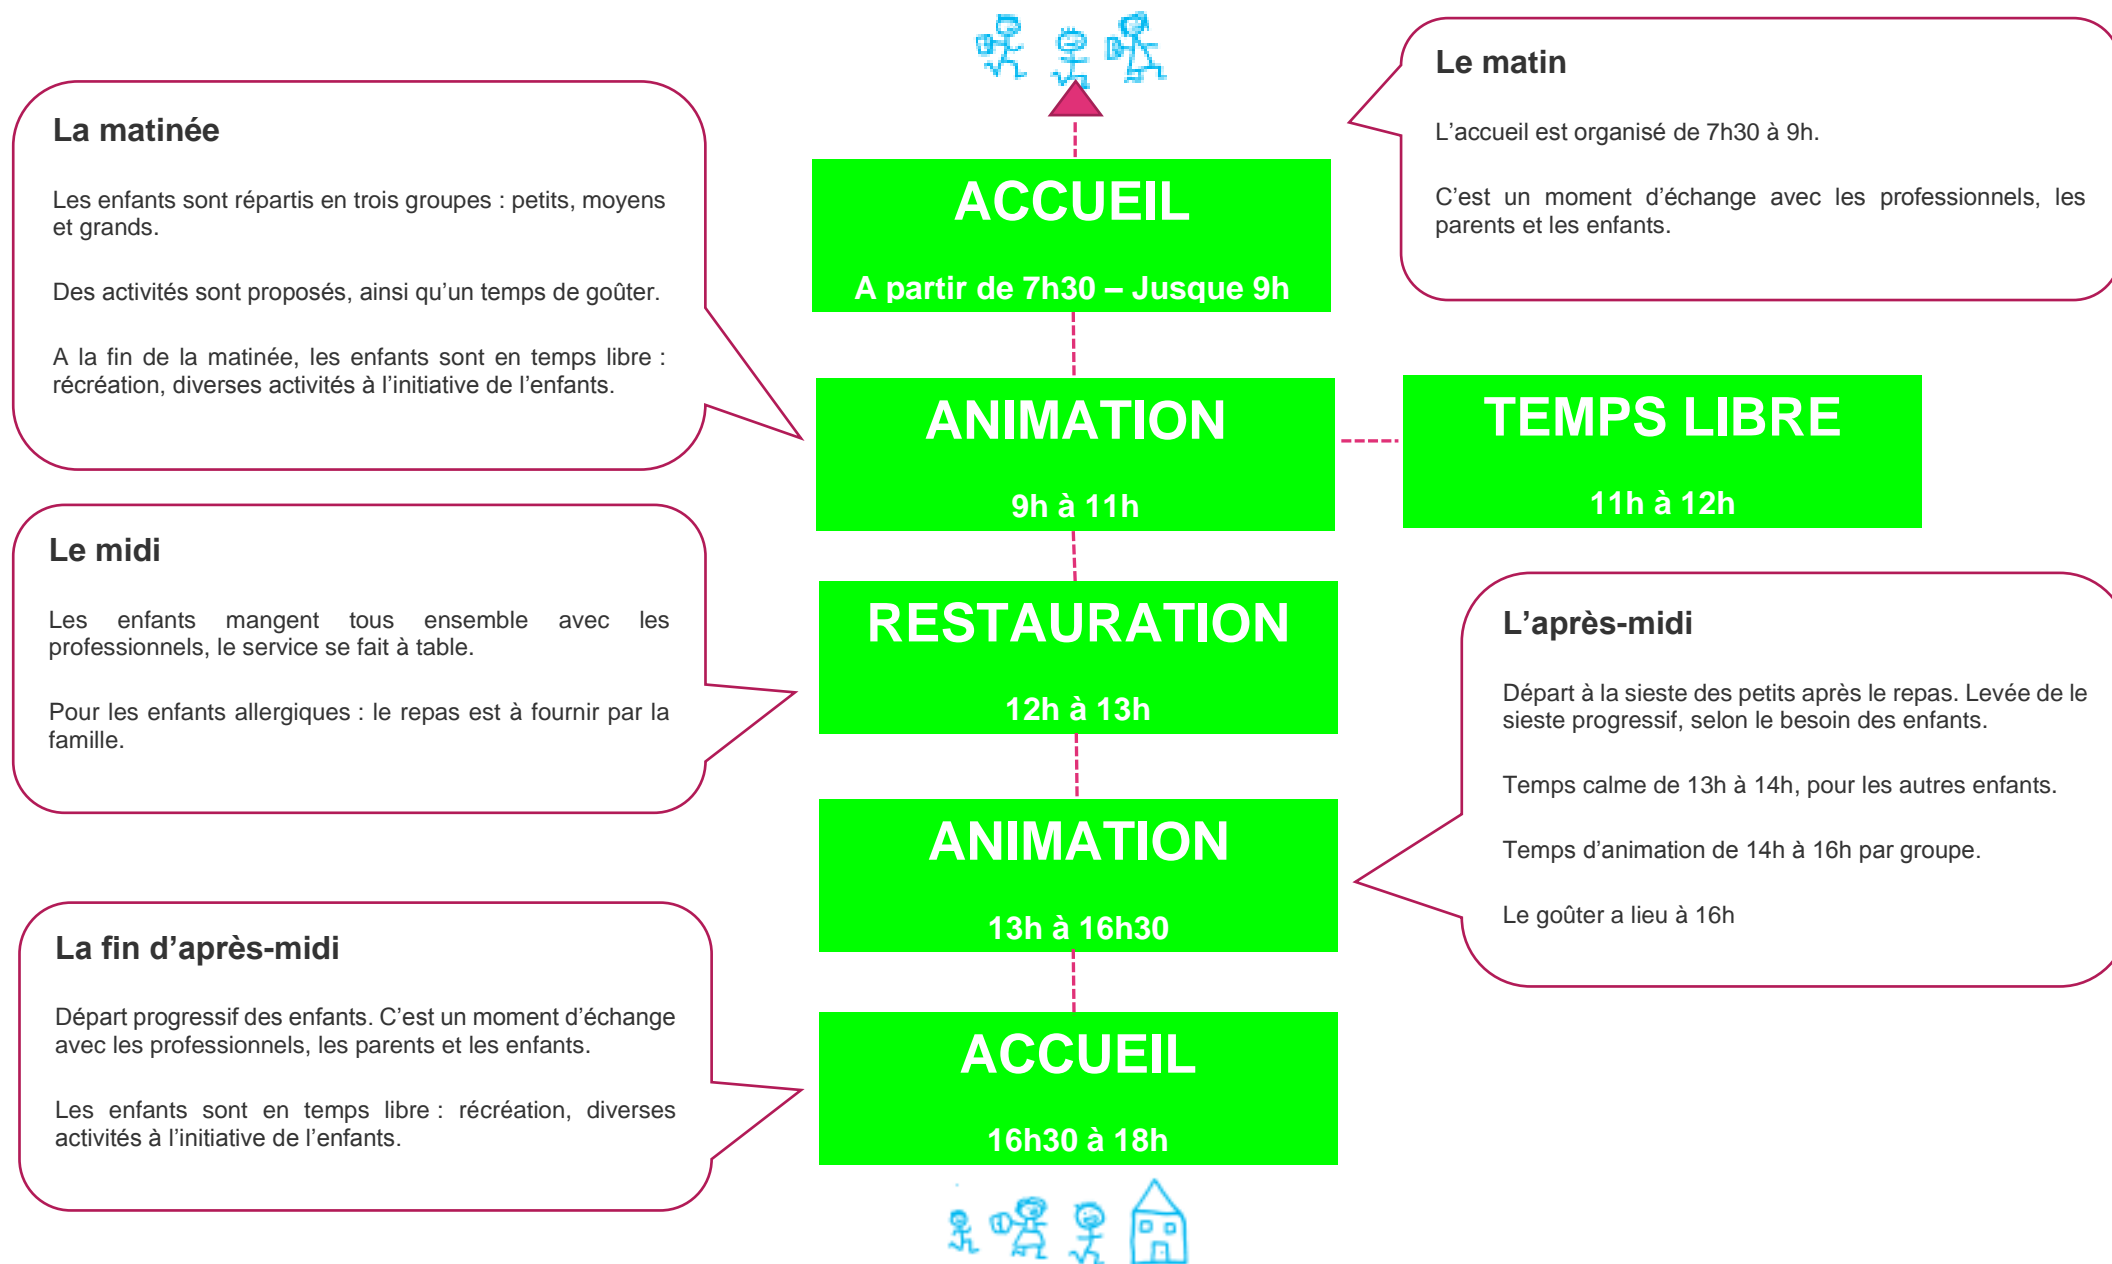 Le matin
L’accueil est organisé de 7h30 à 9h.
C’est un moment d’échange avec les professionnels, les
parents et les enfants.
La matinée
Les enfants sont répartis en trois groupes : petits, moyens
et grands.
Des activités sont proposés, ainsi qu’un temps de goûter.
A la fin de la matinée, les enfants sont en temps libre :
récréation, diverses activités à l’initiative de l’enfants.
ACCUEIL
A partir de 7h30 – Jusque 9h
ANIMATION
9h à 11h
TEMPS LIBRE
11h à 12h
Le midi
Les enfants mangent tous ensemble avec les
professionnels, le service se fait à table.
Pour les enfants allergiques : le repas est à fournir par la
famille.
RESTAURATION
12h à 13h
L’après-midi
Départ à la sieste des petits après le repas. Levée de le
sieste progressif, selon le besoin des enfants.
Temps calme de 13h à 14h, pour les autres enfants.
Temps d’animation de 14h à 16h par groupe.
Le goûter a lieu à 16h
ANIMATION
13h à 16h30
La fin d’après-midi
Départ progressif des enfants. C’est un moment d’échange
avec les professionnels, les parents et les enfants.
Les enfants sont en temps libre : récréation, diverses
activités à l’initiative de l’enfants.
ACCUEIL
16h30 à 18h